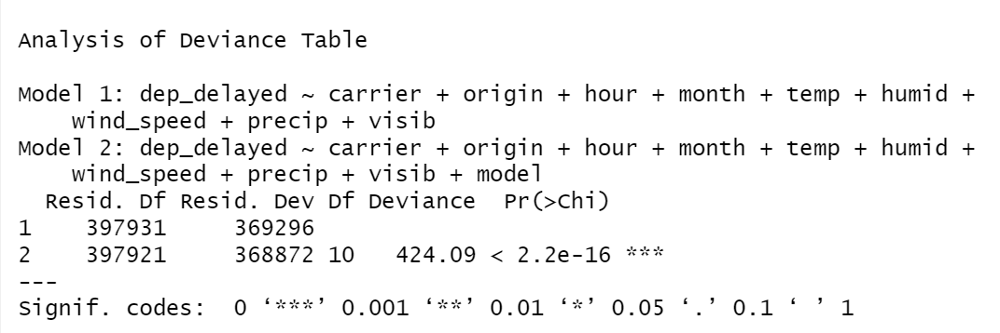 Analysis of Deviance Table
Model 1: dep_delayed ~ carrier + origin + hour + month + temp + humid +
    wind_speed + precip + visib
Model 2: dep_delayed ~ carrier + origin + hour + month + temp + humid +
    wind_speed + precip + visib + model
  Resid. Df Resid. Dev Df Deviance  Pr(>Chi)
1    397931     369296
2    397921     368872 10   424.09 < 2.2e-16 ***
---
Signif. codes:  0 ‘***’ 0.001 ‘**’ 0.01 ‘*’ 0.05 ‘.’ 0.1 ‘ ’ 1